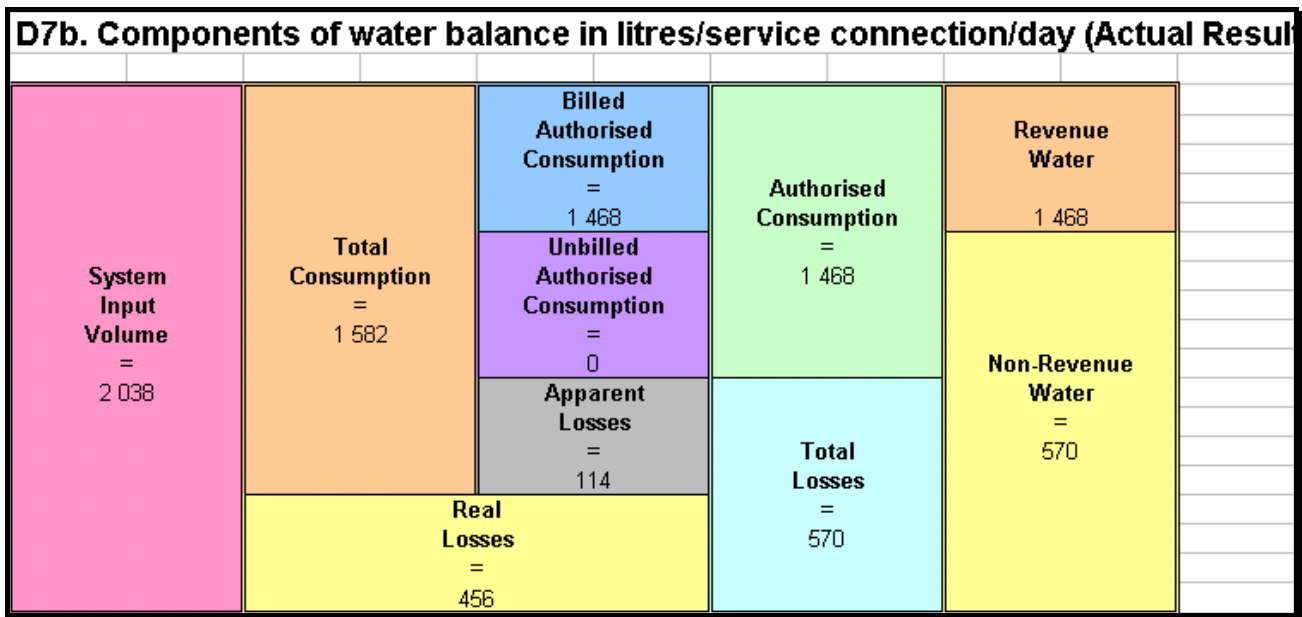 D7b. Components of water balance in litres/service connection/day (Actual Result
System
Input
Volume
=
2 038
Total
Consumption
=
1 582
Billed
Authorised
Consumption
=
1 468
Unbilled
Authorised
Consumption
=
0
Apparent
Losses
=
114
Real
Losses
=
456
Authorised
Consumption
=
1 468
Total
Losses
=
570
Revenue
Water
1 468
Non-Revenue
Water
=
570